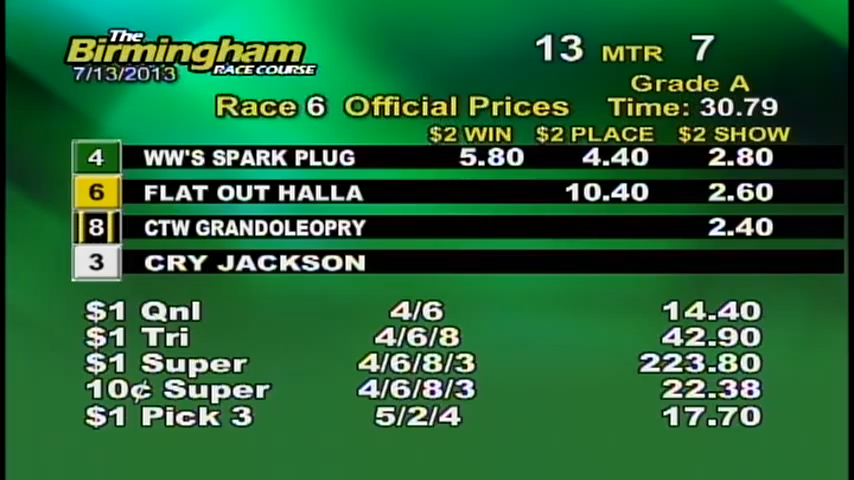 The
Birmingham
RACE COURSE
7/13/2013
13 MTR 7
Grade A
Race 6 Official Prices Time: 30.79
$2 WIN $2 PLACE $2 SHOW
4 WW'S SPARK PLUG 5.80 4.40 2.80
6 FLAT OUT HALLA 10.40 2.60
8 CTW GRANDOLEOPRY 2.40
3 CRY JACKSON
$1 Qnl 4/6 14.40
$1 Tri 4/6/8 42.90
$1 Super 4/6/8/3 223.80
10¢ Super 4/6/8/3 22.38
$1 Pick 3 5/2/4 17.70